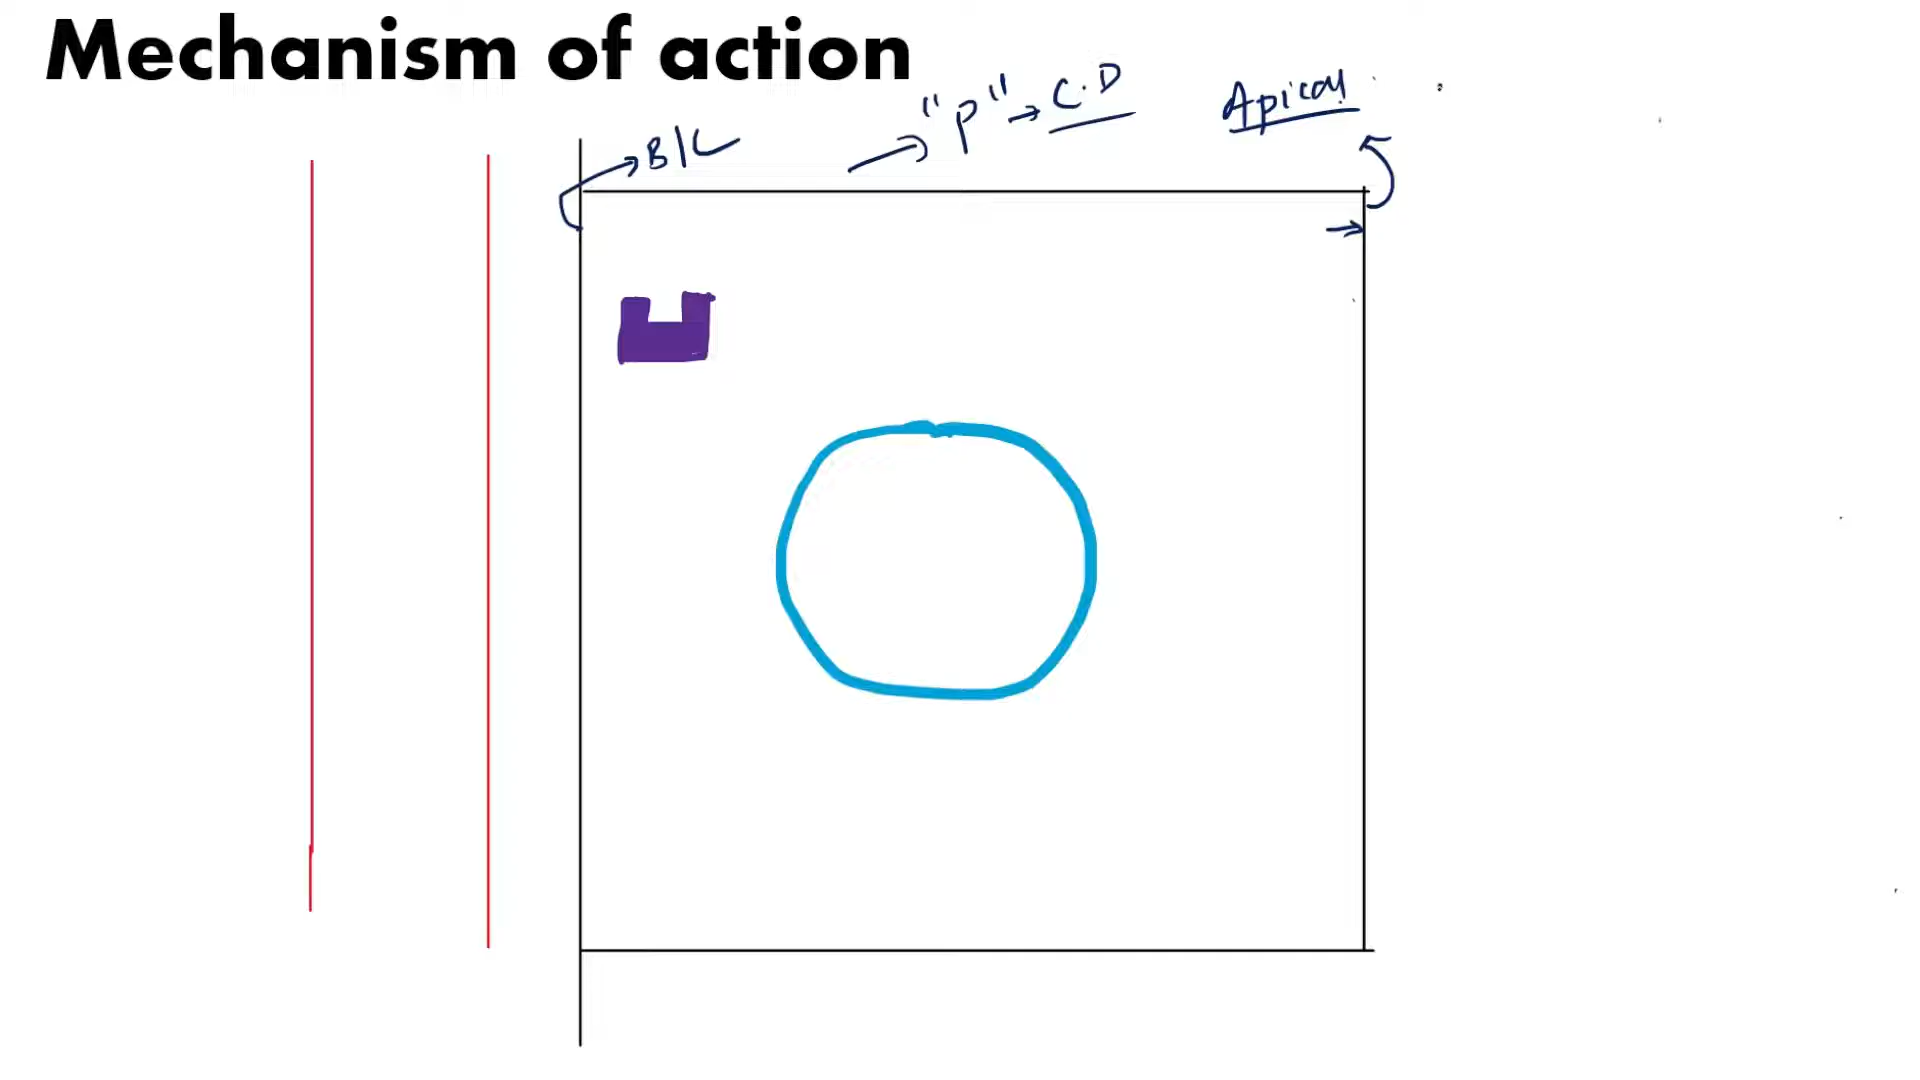 Mechanism of action
B/L
"P" → C.D
Apical